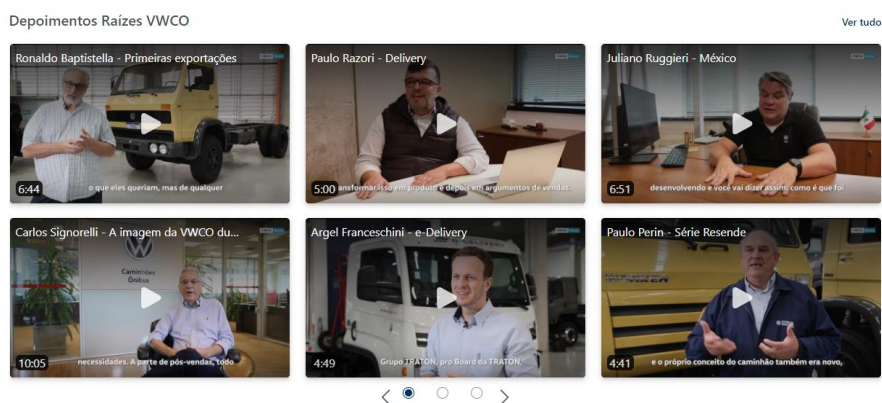 Depoimentos Raízes VWCO
Ver tudo
Ronaldo Baptistella - Primeiras exportações
o que eles queriam, mas de qualquer
6:44
Paulo Razori - Delivery
ansformarásso em produto e depois em argumentos de vendas.
5:00
Juliano Ruggieri - México
desenvolvendo e você vai dizer assim: como é que foi
6:51
Carlos Signorelli - A imagem da VWCO du...
Caminhões
Ônibus
necessidades. A parte de pós-vendas, todo
10:05
Argel Franceschini - e-Delivery
Grupo TRATON, pro Board da TRATON,
4:49
Paulo Perin - Série Resende
e o próprio conceito do caminhão também era novo,
4:41